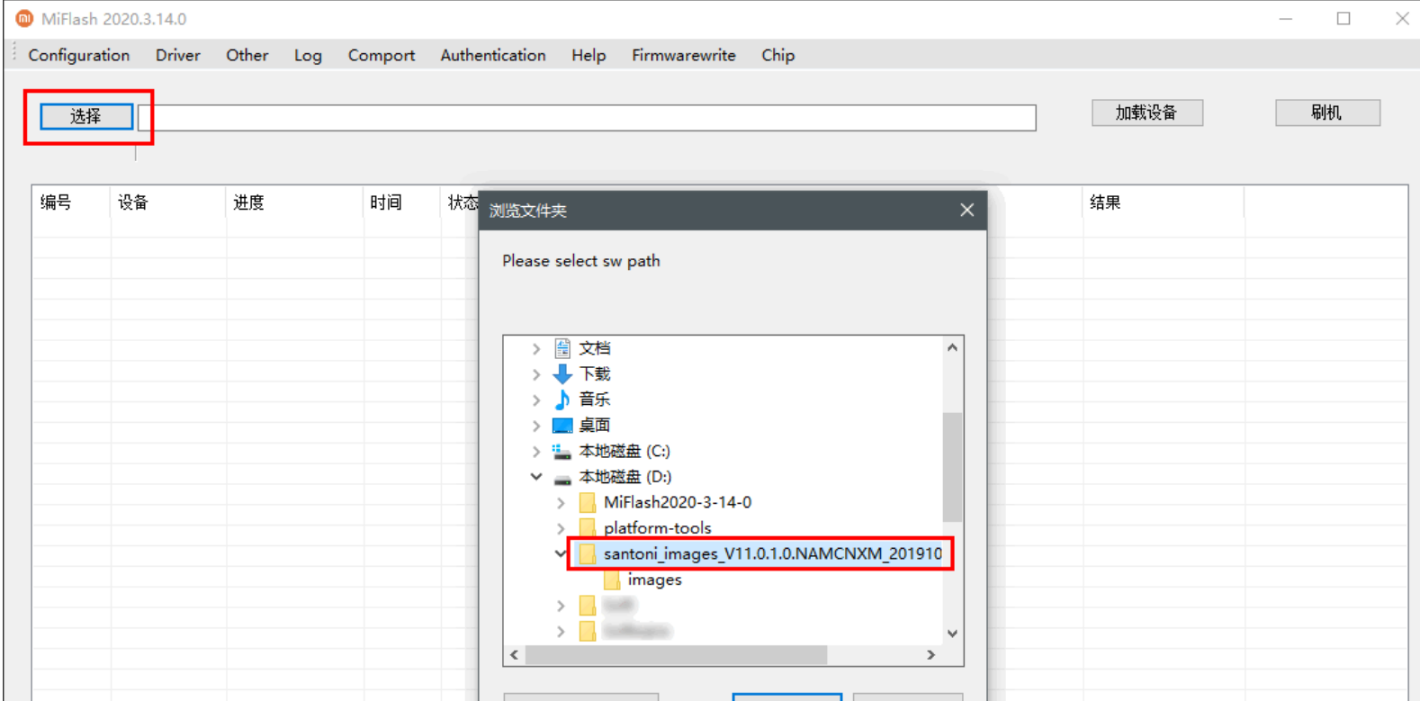 MiFlash 2020.3.14.0
Configuration Driver Other Log Comport Authentication Help Firmwarewrite Chip
选择 加载设备 刷机
编号 设备 进度 时间 状态 结果
浏览文件夹
Please select sw path
文档
下载
音乐
桌面
本地磁盘 (C:)
本地磁盘 (D:)
MiFlash2020-3-14-0
platform-tools
santoni_images_V11.0.1.0.NAMCNXM_201910
images